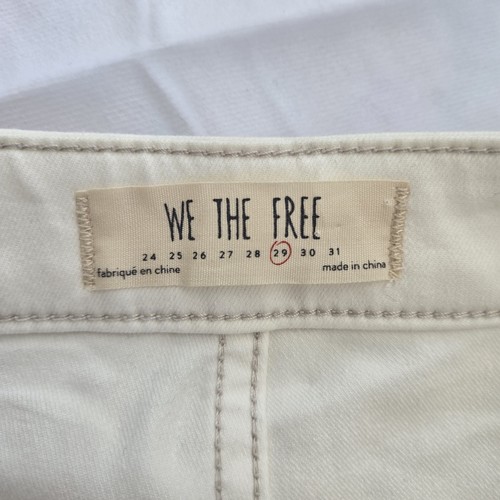 WE THE FREE
24 25 26 27 28 29 30 31
fabriqué en chine made in china